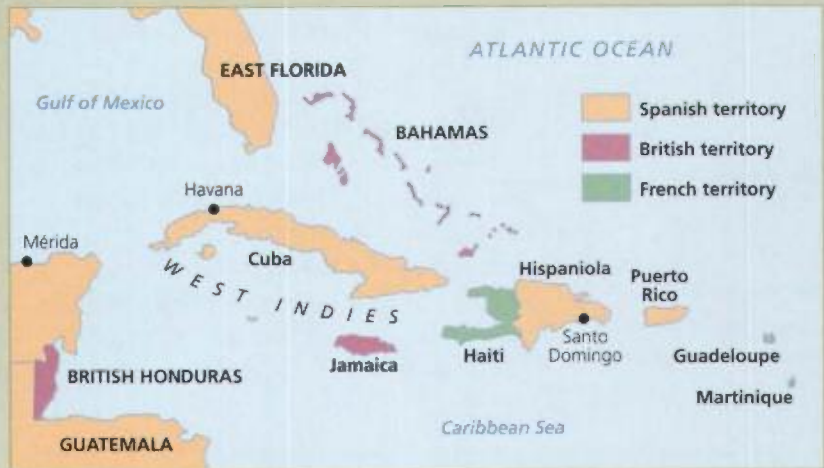 ATLANTIC OCEAN
EAST FLORIDA
Gulf of Mexico
Spanish territory
BAHAMAS
British territory
French territory
Havana
Mérida
Cuba
Hispaniola
Puerto
Rico
WEST INDIES
Santo
Domingo
Jamaica
Haiti
Guadeloupe
BRITISH HONDURAS
Martinique
Caribbean Sea
GUATEMALA